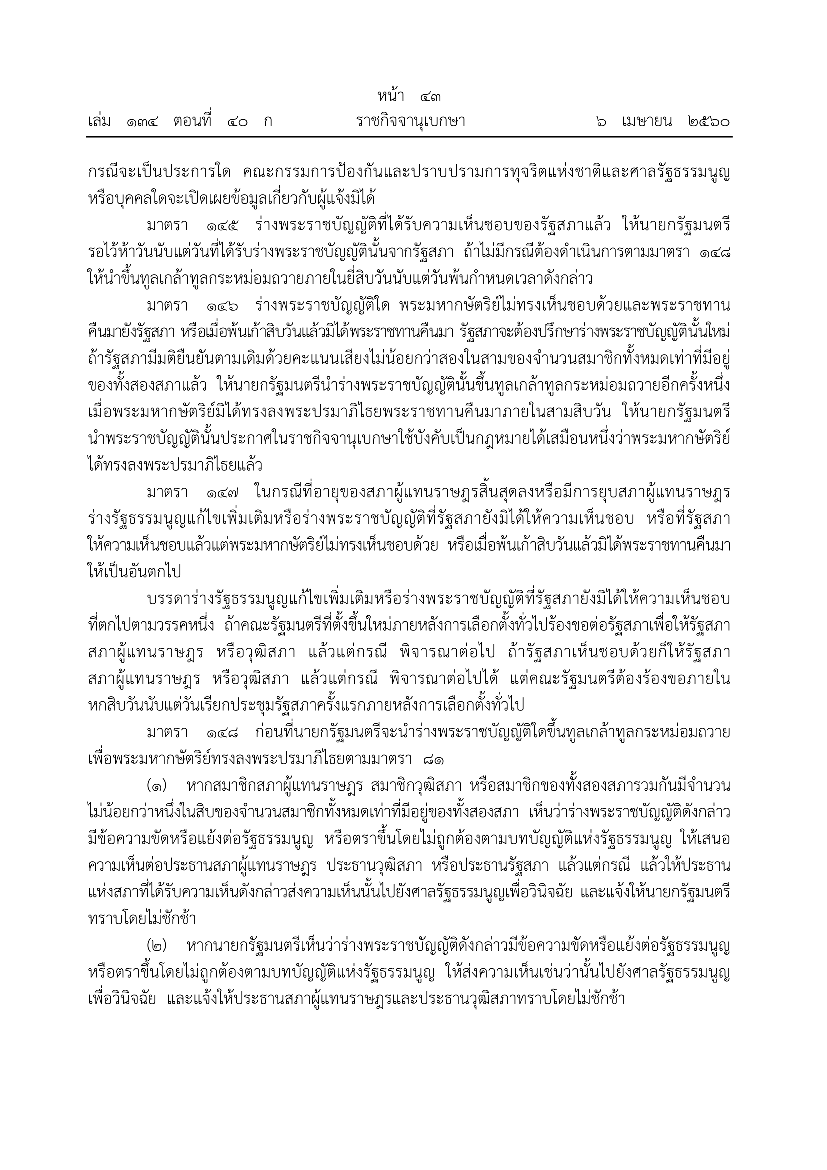 หน้า ๔๓
เล่ม ๑๓๔ ตอนที่ ๔๐ ก ราชกิจจานุเบกษา ๖ เมษายน ๒๕๖๐
กรณีจะเป็นประการใด คณะกรรมการป้องกันและปราบปรามการทุจริตแห่งชาติและศาลรัฐธรรมนูญ
หรือบุคคลใดจะเปิดเผยข้อมูลเกี่ยวกับผู้แจ้งมิได้
มาตรา ๑๔๕ ร่างพระราชบัญญัติที่ได้รับความเห็นชอบของรัฐสภาแล้ว ให้นายกรัฐมนตรี
รอไว้ห้าวันนับแต่วันที่ได้รับร่างพระราชบัญญัตินั้นจากรัฐสภา ถ้าไม่มีกรณีต้องดำเนินการตามมาตรา ๑๔๘
ให้นำขึ้นทูลเกล้าทูลกระหม่อมถวายภายในยี่สิบวันนับแต่วันพ้นกำหนดเวลาดังกล่าว
มาตรา ๑๔๖ ร่างพระราชบัญญัติใด พระมหากษัตริย์ไม่ทรงเห็นชอบด้วยและพระราชทาน
คืนมายังรัฐสภา หรือเมื่อพ้นเก้าสิบวันแล้วมิได้พระราชทานคืนมา รัฐสภาจะต้องปรึกษาร่างพระราชบัญญัตินั้นใหม่
ถ้ารัฐสภามีมติยืนยันตามเดิมด้วยคะแนนเสียงไม่น้อยกว่าสองในสามของจำนวนสมาชิกทั้งหมดเท่าที่มีอยู่
ของทั้งสองสภาแล้ว ให้นายกรัฐมนตรีนำร่างพระราชบัญญัตินั้นขึ้นทูลเกล้าทูลกระหม่อมถวายอีกครั้งหนึ่ง
เมื่อพระมหากษัตริย์มิได้ทรงลงพระปรมาภิไธยพระราชทานคืนมาภายในสามสิบวัน ให้นายกรัฐมนตรี
นำพระราชบัญญัตินั้นประกาศในราชกิจจานุเบกษาใช้บังคับเป็นกฎหมายได้เสมือนหนึ่งว่าพระมหากษัตริย์
ได้ทรงลงพระปรมาภิไธยแล้ว
มาตรา ๑๔๗ ในกรณีที่อายุของสภาผู้แทนราษฎรสิ้นสุดลงหรือมีการยุบสภาผู้แทนราษฎร
ร่างรัฐธรรมนูญแก้ไขเพิ่มเติมหรือร่างพระราชบัญญัติที่รัฐสภายังมิได้ให้ความเห็นชอบ หรือที่รัฐสภา
ให้ความเห็นชอบแล้วแต่พระมหากษัตริย์ไม่ทรงเห็นชอบด้วย หรือเมื่อพ้นเก้าสิบวันแล้วมิได้พระราชทานคืนมา
ให้เป็นอันตกไป
บรรดาร่างรัฐธรรมนูญแก้ไขเพิ่มเติมหรือร่างพระราชบัญญัติที่รัฐสภายังมิได้ให้ความเห็นชอบ
ที่ตกไปตามวรรคหนึ่ง ถ้าคณะรัฐมนตรีที่ตั้งขึ้นใหม่ภายหลังการเลือกตั้งทั่วไปร้องขอต่อรัฐสภาเพื่อให้รัฐสภา
สภาผู้แทนราษฎร หรือวุฒิสภา แล้วแต่กรณี พิจารณาต่อไป ถ้ารัฐสภาเห็นชอบด้วยก็ให้รัฐสภา
สภาผู้แทนราษฎร หรือวุฒิสภา แล้วแต่กรณี พิจารณาต่อไปได้ แต่คณะรัฐมนตรีต้องร้องขอภายใน
หกสิบวันนับแต่วันเรียกประชุมรัฐสภาครั้งแรกภายหลังการเลือกตั้งทั่วไป
มาตรา ๑๔๘ ก่อนที่นายกรัฐมนตรีจะนำร่างพระราชบัญญัติใดขึ้นทูลเกล้าทูลกระหม่อมถวาย
เพื่อพระมหากษัตริย์ทรงลงพระปรมาภิไธยตามมาตรา ๘๑
(๑) หากสมาชิกสภาผู้แทนราษฎร สมาชิกวุฒิสภา หรือสมาชิกของทั้งสองสภารวมกันมีจำนวน
ไม่น้อยกว่าหนึ่งในสิบของจำนวนสมาชิกทั้งหมดเท่าที่มีอยู่ของทั้งสองสภา เห็นว่าร่างพระราชบัญญัติดังกล่าว
มีข้อความขัดหรือแย้งต่อรัฐธรรมนูญ หรือตราขึ้นโดยไม่ถูกต้องตามบทบัญญัติแห่งรัฐธรรมนูญ ให้เสนอ
ความเห็นต่อประธานสภาผู้แทนราษฎร ประธานวุฒิสภา หรือประธานรัฐสภา แล้วแต่กรณี แล้วให้ประธาน
แห่งสภาที่ได้รับความเห็นดังกล่าวส่งความเห็นนั้นไปยังศาลรัฐธรรมนูญเพื่อวินิจฉัย และแจ้งให้นายกรัฐมนตรี
ทราบโดยไม่ชักช้า
(๒) หากนายกรัฐมนตรีเห็นว่าร่างพระราชบัญญัติดังกล่าวมีข้อความขัดหรือแย้งต่อรัฐธรรมนูญ
หรือตราขึ้นโดยไม่ถูกต้องตามบทบัญญัติแห่งรัฐธรรมนูญ ให้ส่งความเห็นเช่นว่านั้นไปยังศาลรัฐธรรมนูญ
เพื่อวินิจฉัย และแจ้งให้ประธานสภาผู้แทนราษฎรและประธานวุฒิสภาทราบโดยไม่ชักช้า